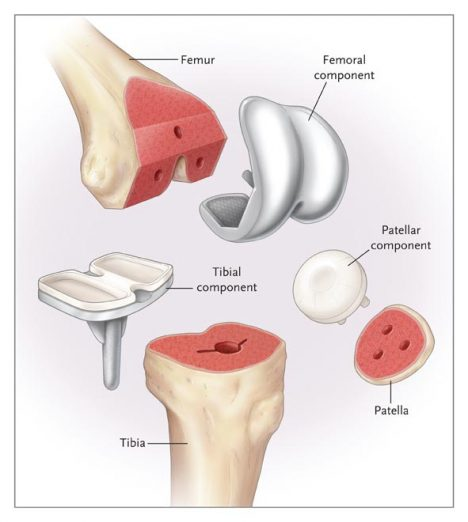 Femur
Femoral
component
Patellar
component
Tibial
component
Patella
Tibia